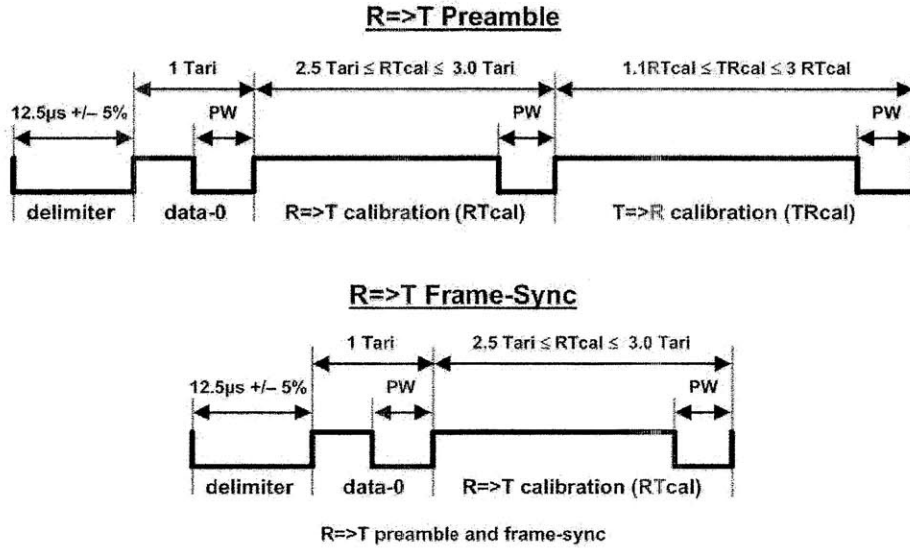 R=>T Preamble
1 Tari 2.5 Tari ≤ RTcal ≤ 3.0 Tari 1.1RTcal ≤ TRcal ≤ 3 RTcal
12.5µs +/– 5% PW PW PW
delimiter data-0 R=>T calibration (RTcal) T=>R calibration (TRcal)
R=>T Frame-Sync
1 Tari 2.5 Tari ≤ RTcal ≤ 3.0 Tari
12.5µs +/– 5% PW PW
delimiter data-0 R=>T calibration (RTcal)
R=>T preamble and frame-sync